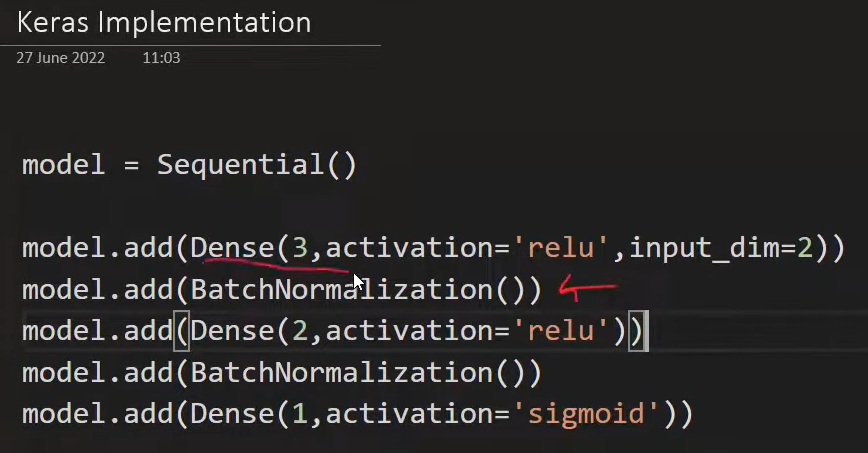 Keras Implementation
27 June 2022 11:03
model = Sequential()
model.add(Dense(3,activation='relu',input_dim=2))
model.add(BatchNormalization())
model.add(Dense(2,activation='relu'))
model.add(BatchNormalization())
model.add(Dense(1,activation='sigmoid'))